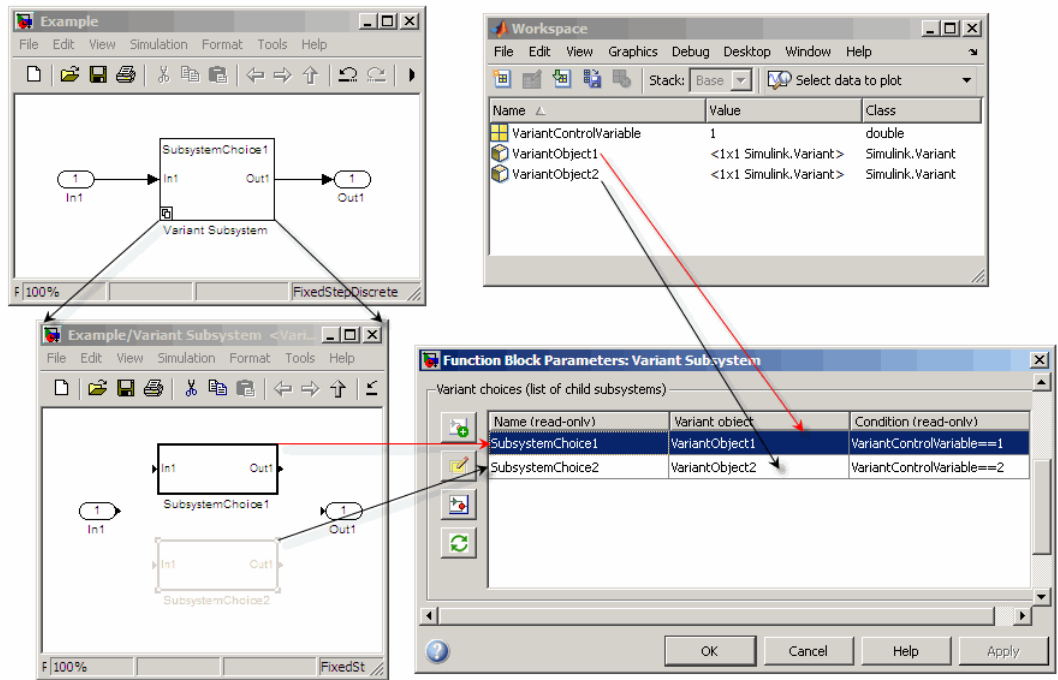 Example
File Edit View Simulation Format Tools Help
SubsystemChoice1
In1 Out1
1
In1
1
Out1
Variant Subsystem
F 100% FixedStepDiscrete
Workspace
File Edit View Graphics Debug Desktop Window Help
Stack: Base Select data to plot
Name Value Class
VariantControlVariable 1 double
VariantObject1 <1x1 Simulink.Variant> Simulink.Variant
VariantObject2 <1x1 Simulink.Variant> Simulink.Variant
Example/Variant Subsystem <Vari...
File Edit View Simulation Format Tools Help
In1 Out1
SubsystemChoice1
1
In1
1
Out1
In1 Out1
SubsystemChoice2
F 100% FixedSt
Function Block Parameters: Variant Subsystem
Variant choices (list of child subsystems)
Name (read-only) Variant object Condition (read-only)
SubsystemChoice1 VariantObject1 VariantControlVariable==1
SubsystemChoice2 VariantObject2 VariantControlVariable==2
OK Cancel Help Apply